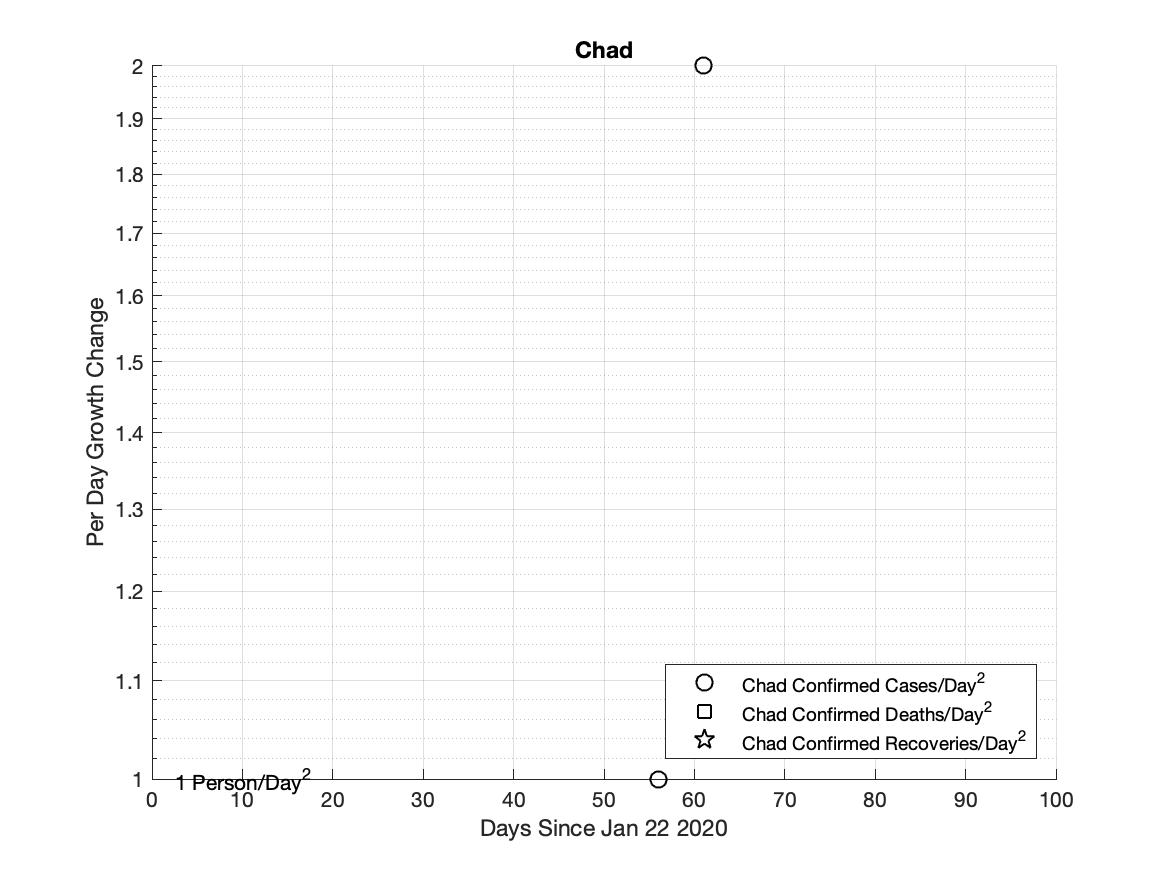 Chad
Per Day Growth Change
2
1.9
1.8
1.7
1.6
1.5
1.4
1.3
1.2
1.1
1
Chad Confirmed Cases/Day²
Chad Confirmed Deaths/Day²
Chad Confirmed Recoveries/Day²
1 Person/Day²
0 10 20 30 40 50 60 70 80 90 100
Days Since Jan 22 2020